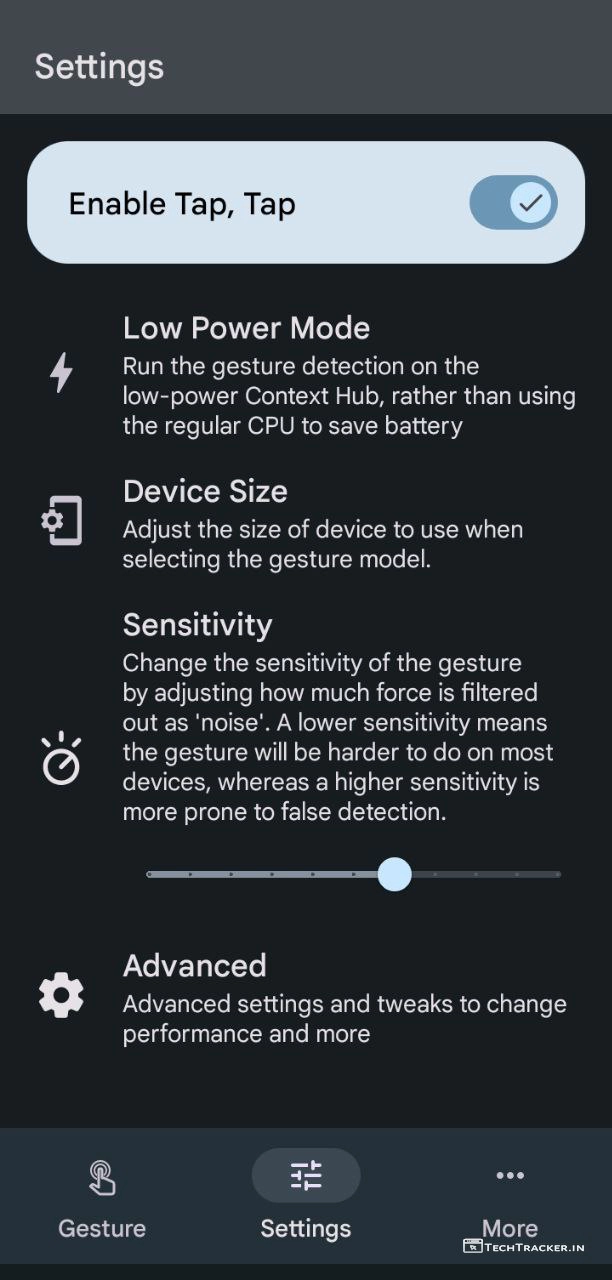 Settings
Enable Tap, Tap
Low Power Mode
Run the gesture detection on the
low-power Context Hub, rather than using
the regular CPU to save battery
Device Size
Adjust the size of device to use when
selecting the gesture model.
Sensitivity
Change the sensitivity of the gesture
by adjusting how much force is filtered
out as 'noise'. A lower sensitivity means
the gesture will be harder to do on most
devices, whereas a higher sensitivity is
more prone to false detection.
Advanced
Advanced settings and tweaks to change
performance and more
Gesture
Settings
More
TECHTRACKER.IN